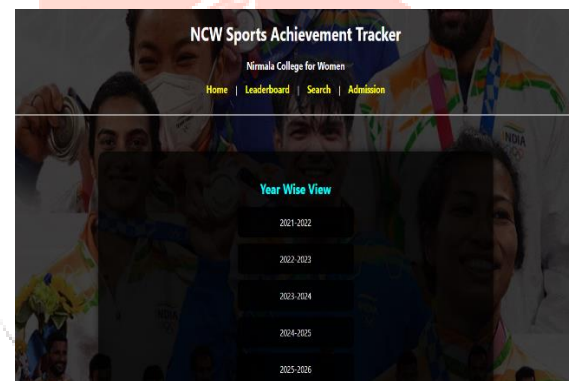 NCW Sports Achievement Tracker
Nirmala College for Women
Home | Leaderboard | Search | Admission
INDIA
Year Wise View
2021-2022
2022-2023
2023-2024
2024-2025
2025-2026